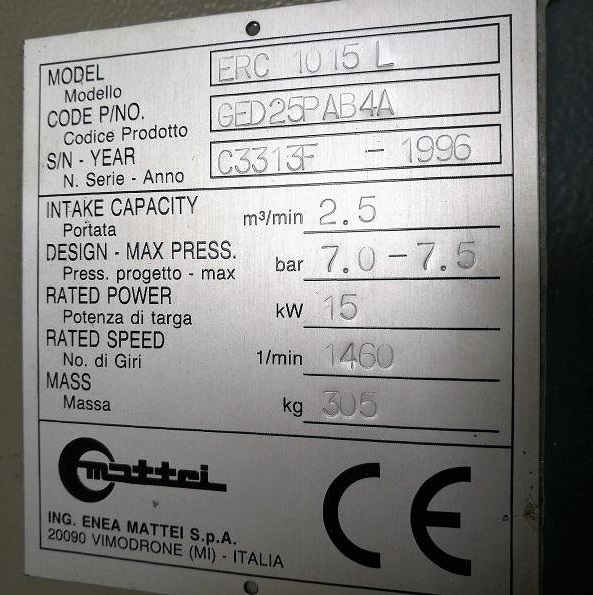 MODEL ERC 1015 L
Modello
CODE P/NO. GED25PAB4A
Codice Prodotto
S/N - YEAR C3313F - 1996
N. Serie - Anno
INTAKE CAPACITY m³/min 2.5
Portata
DESIGN - MAX PRESS. bar 7.0 - 7.5
Press. progetto - max
RATED POWER kW 15
Potenza di targa
RATED SPEED 1/min 1460
No. di Giri
MASS kg 305
Massa
mattei
CE
ING. ENEA MATTEI S.p.A.
20090 VIMODRONE (MI) - ITALIA